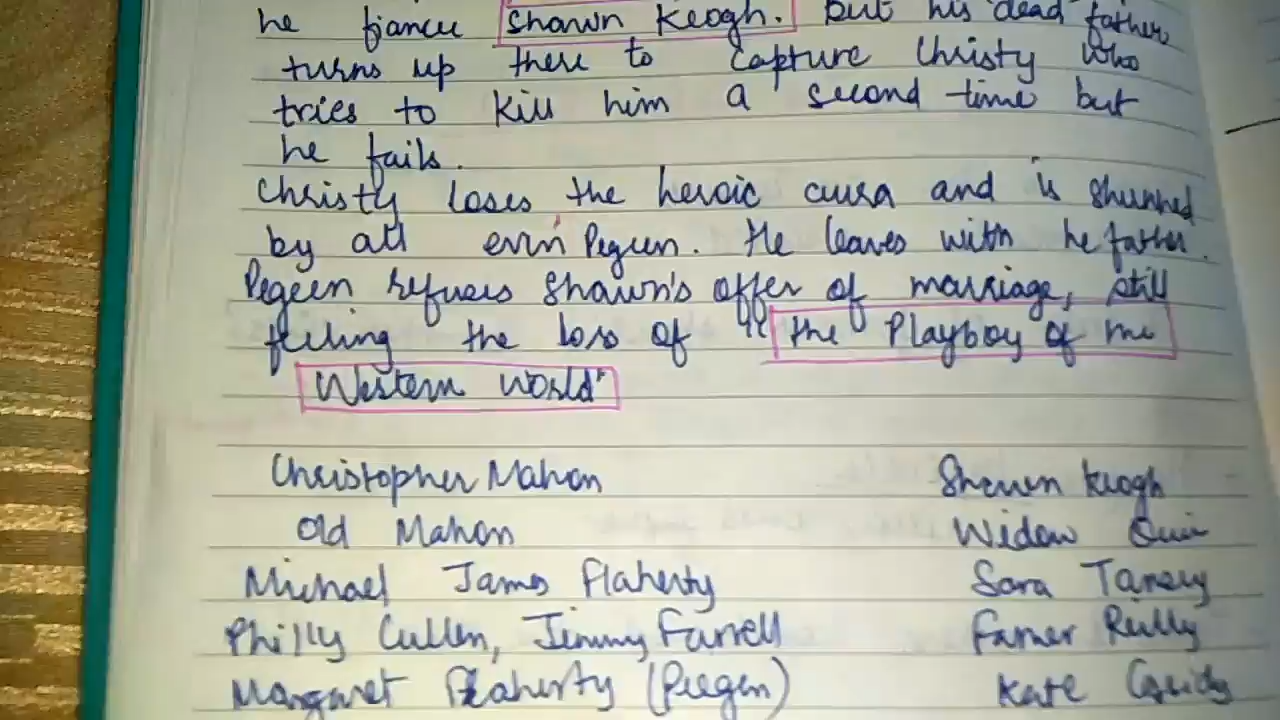 he fiance Shawn Keogh. But his dead father
turns up there to capture Christy who
tries to kill him a second time but
he fails.
Christy loses the heroic aura and is shunned
by all even Pegeen. He leaves with he father.
Pegeen refuses Shawn's offer of marriage, still
feeling the loss of "the Playboy of the
Western World"
Christopher Mahon Shawn Keogh
Old Mahon Widow Quin
Michael James Flaherty Sara Tansey
Philly Cullen, Jimmy Farrell Farmer Reilly
Margaret Flaherty (Peegen) Kate